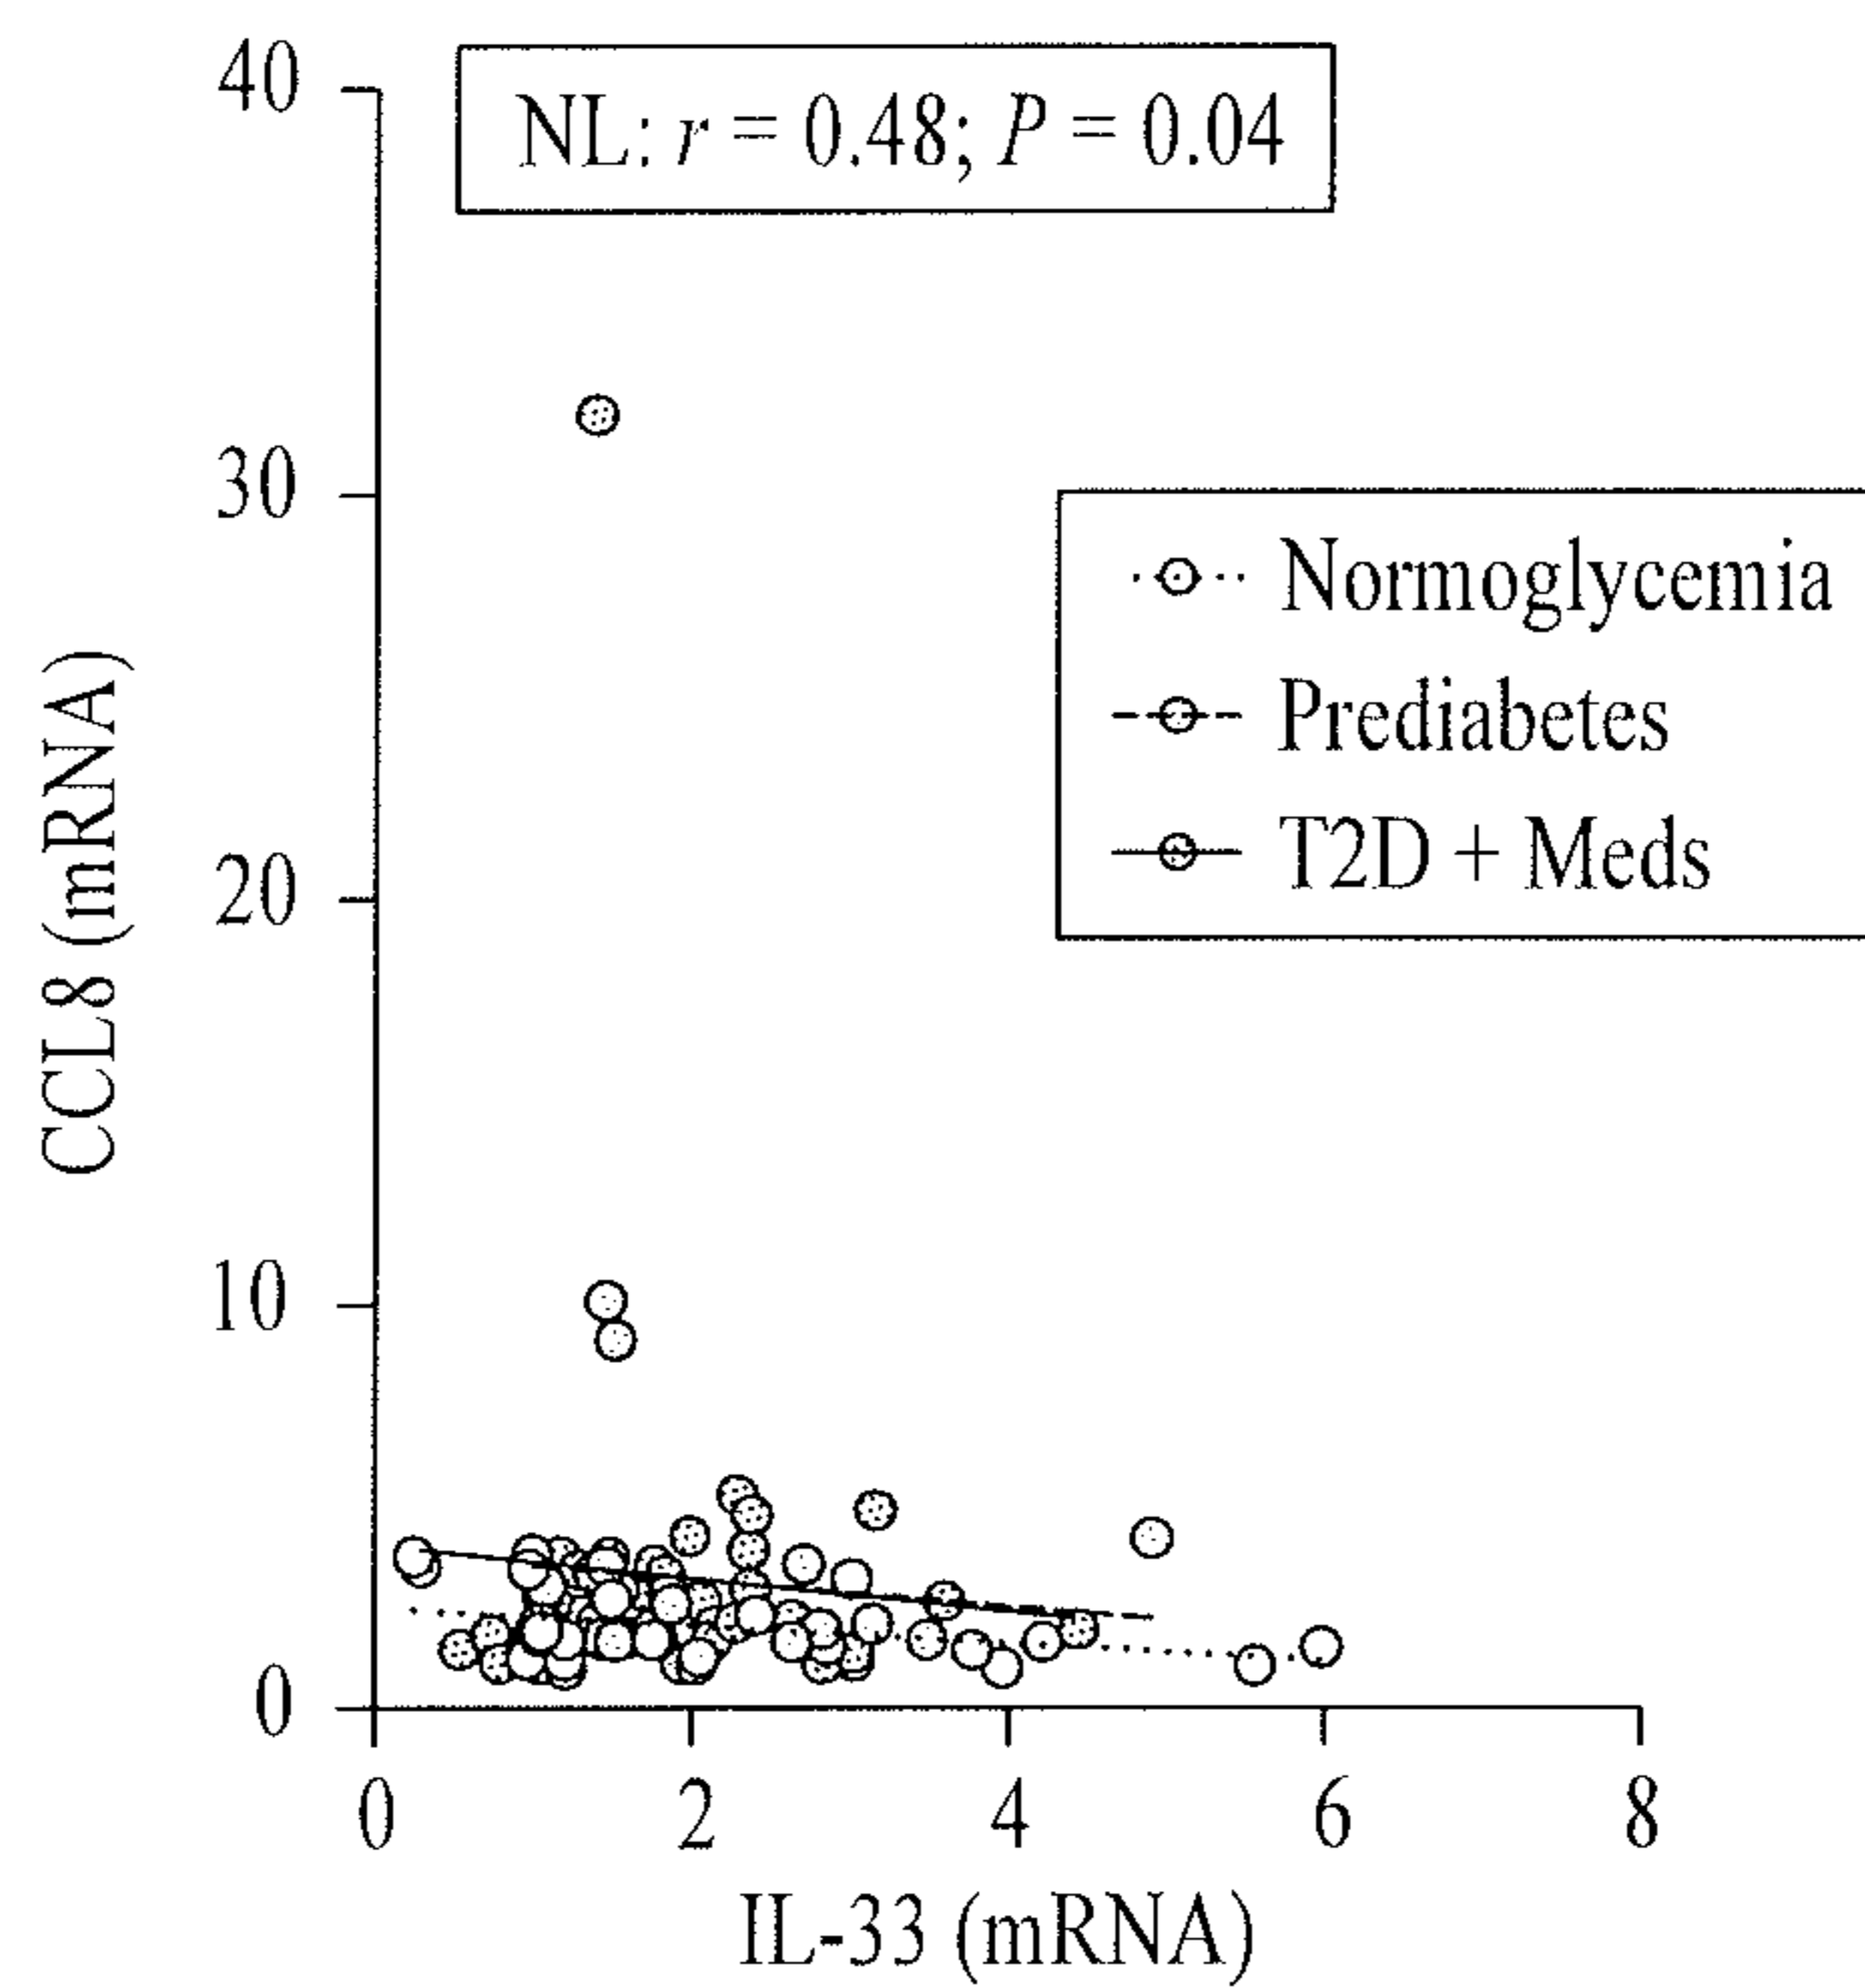 NL: r = 0.48; P = 0.04
40
30
20
10
0
CCL8 (mRNA)
Normoglycemia
Prediabetes
T2D + Meds
0 2 4 6 8
IL-33 (mRNA)